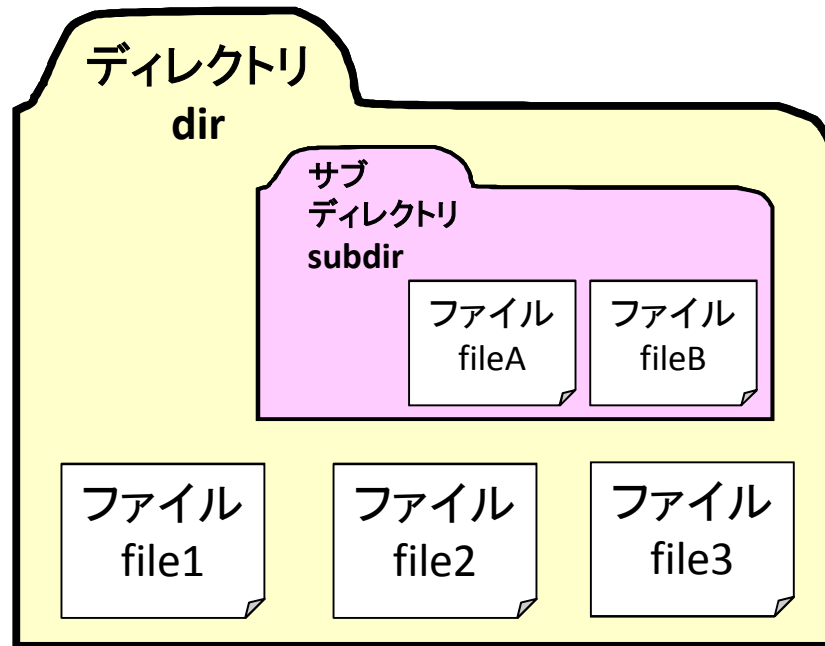 ディレクトリ
dir
サブ
ディレクトリ
subdir
ファイル
fileA
ファイル
fileB
ファイル
file1
ファイル
file2
ファイル
file3